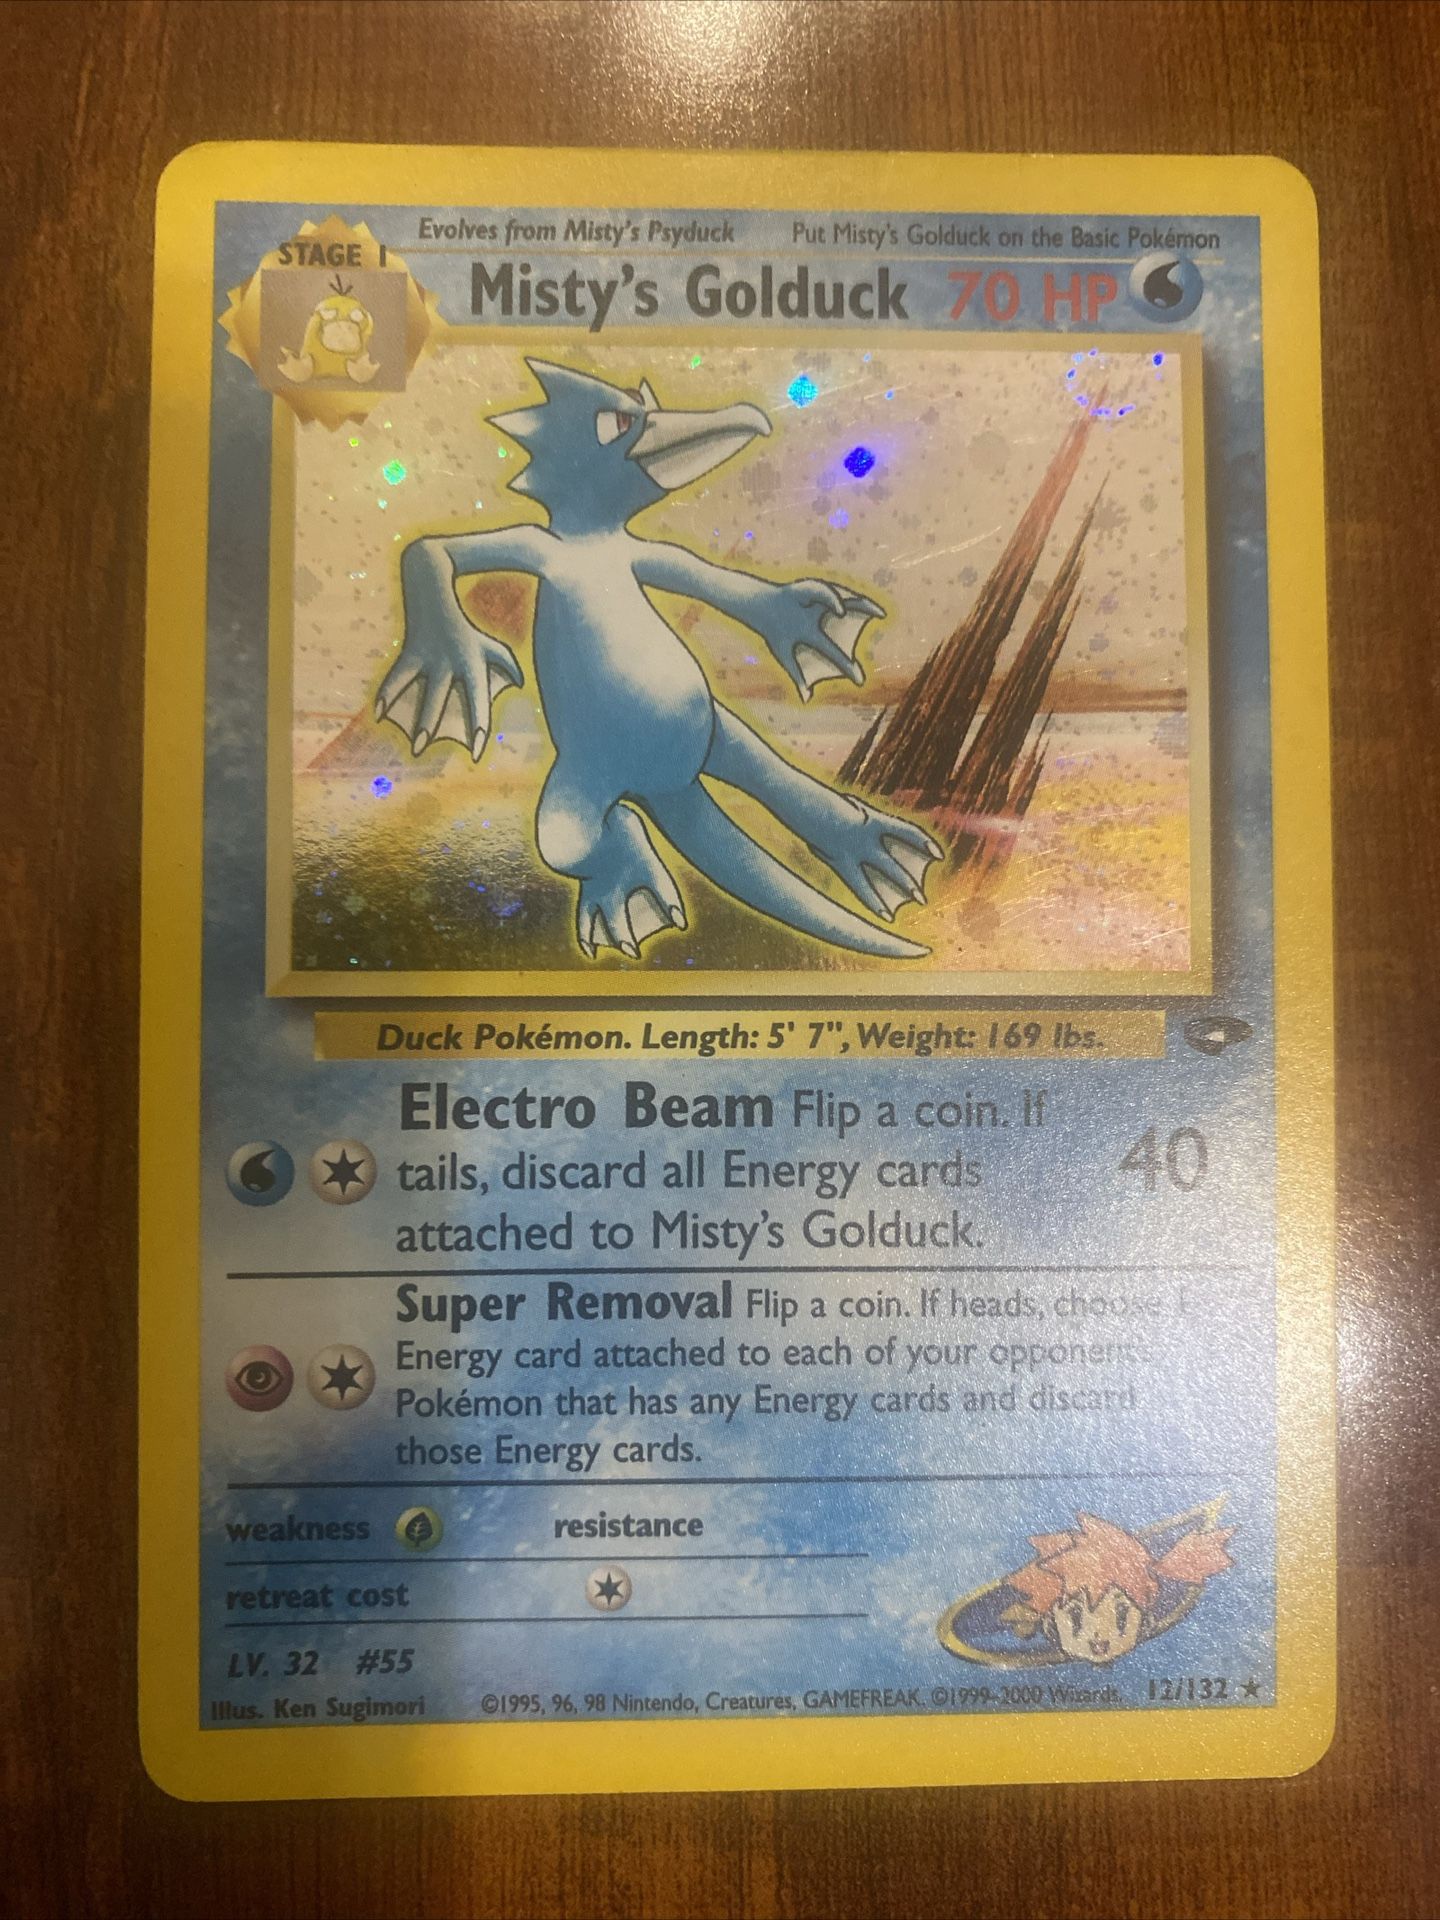 Evolves from Misty's Psyduck Put Misty's Golduck on the Basic Pokémon
STAGE 1
Misty's Golduck 70 HP
Duck Pokémon. Length: 5' 7", Weight: 169 lbs.
Electro Beam Flip a coin. If
tails, discard all Energy cards
attached to Misty's Golduck.
40
Super Removal Flip a coin. If heads, choose 1
Energy card attached to each of your opponent's
Pokémon that has any Energy cards and discard
those Energy cards.
weakness resistance
retreat cost
LV. 32 #55
Illus. Ken Sugimori ©1995, 96, 98 Nintendo, Creatures, GAMEFREAK. ©1999-2000 Wizards. 12/132 ★